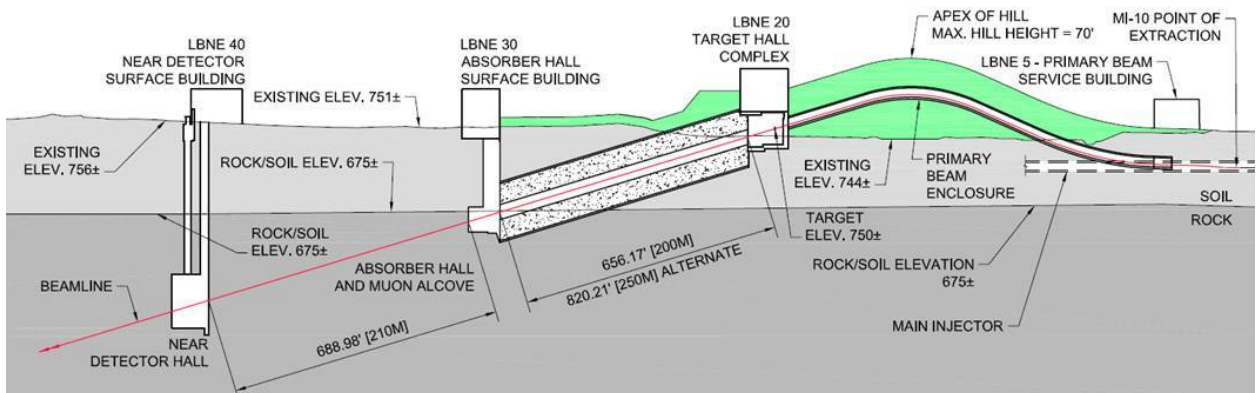 LBNE 40
NEAR DETECTOR
SURFACE BUILDING
EXISTING ELEV. 751±
LBNE 30
ABSORBER HALL
SURFACE BUILDING
LBNE 20
TARGET HALL
COMPLEX
APEX OF HILL
MAX. HILL HEIGHT = 70'
MI-10 POINT OF
EXTRACTION
LBNE 5 - PRIMARY BEAM
SERVICE BUILDING
EXISTING
ELEV. 756±
ROCK/SOIL ELEV. 675±
EXISTING
ELEV. 744±
PRIMARY
BEAM
ENCLOSURE
SOIL
ROCK
ROCK/SOIL
ELEV. 675±
TARGET
ELEV. 750±
BEAMLINE
ABSORBER HALL
AND MUON ALCOVE
656.17' [200M]
820.21' [250M] ALTERNATE
ROCK/SOIL ELEVATION
675±
688.98' [210M]
MAIN INJECTOR
NEAR
DETECTOR HALL